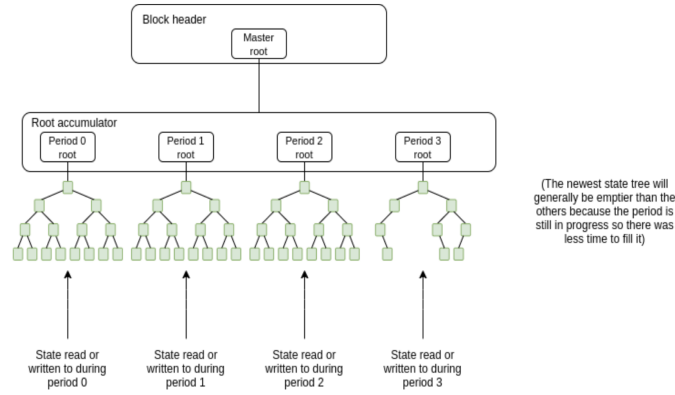 Block header
Master
root
Root accumulator
Period 0
root
Period 1
root
Period 2
root
Period 3
root
(The newest state tree will
generally be emptier than the
others because the period is
still in progress so there was
less time to fill it)
State read or
written to during
period 0
State read or
written to during
period 1
State read or
written to during
period 2
State read or
written to during
period 3